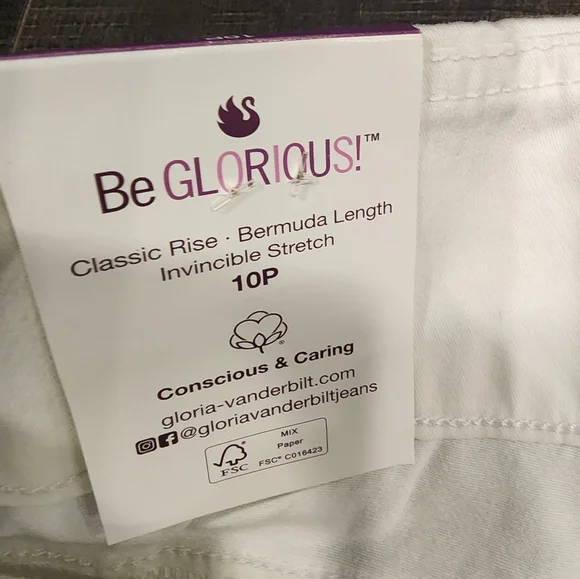 Be GLORIOUS!™
Classic Rise · Bermuda Length
Invincible Stretch
10P
®
Conscious & Caring
gloria-vanderbilt.com
@gloriavanderbiltjeans
FSC
MIX
Paper
FSC® C016423